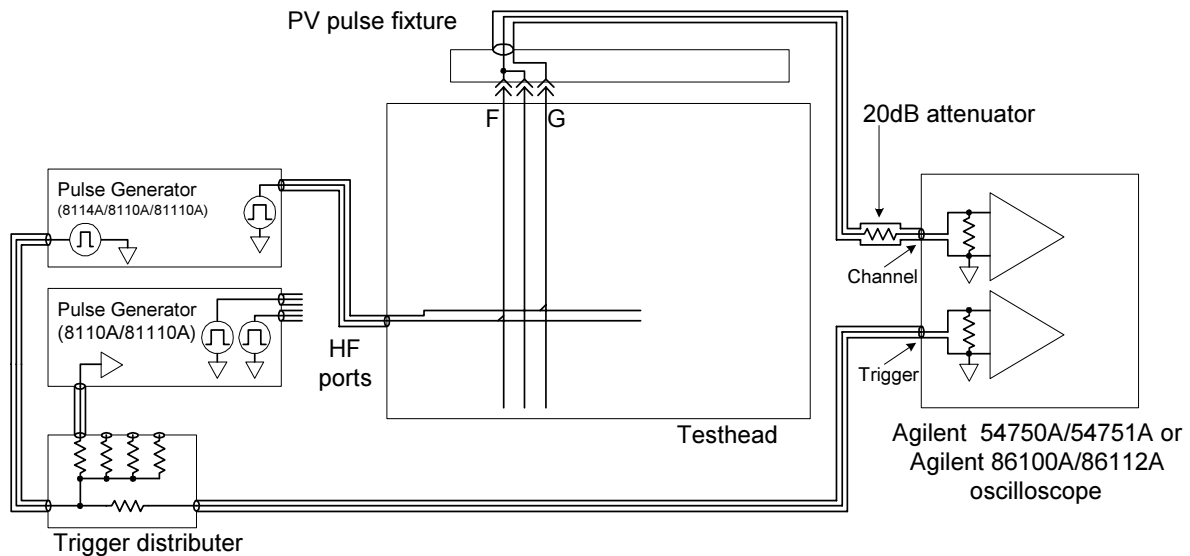 PV pulse fixture
F
G
20dB attenuator
Pulse Generator
(8114A/8110A/81110A)
Channel
Pulse Generator
(8110A/81110A)
HF
ports
Trigger
Testhead
Agilent 54750A/54751A or
Agilent 86100A/86112A
oscilloscope
Trigger distributer